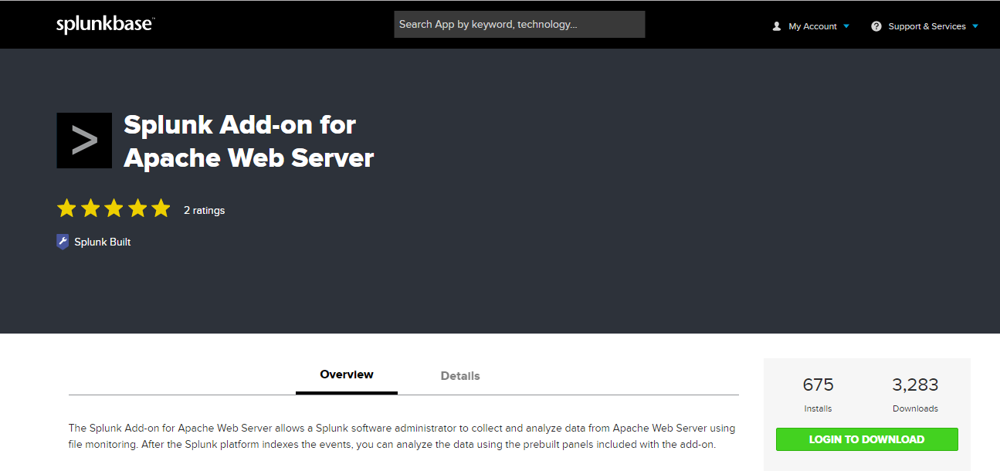 splunkbase™
Search App by keyword, technology...
My Account
Support & Services
Splunk Add-on for
Apache Web Server
2 ratings
Splunk Built
Overview
Details
The Splunk Add-on for Apache Web Server allows a Splunk software administrator to collect and analyze data from Apache Web Server using
file monitoring. After the Splunk platform indexes the events, you can analyze the data using the prebuilt panels included with the add-on.
675
3,283
Installs
Downloads
LOGIN TO DOWNLOAD